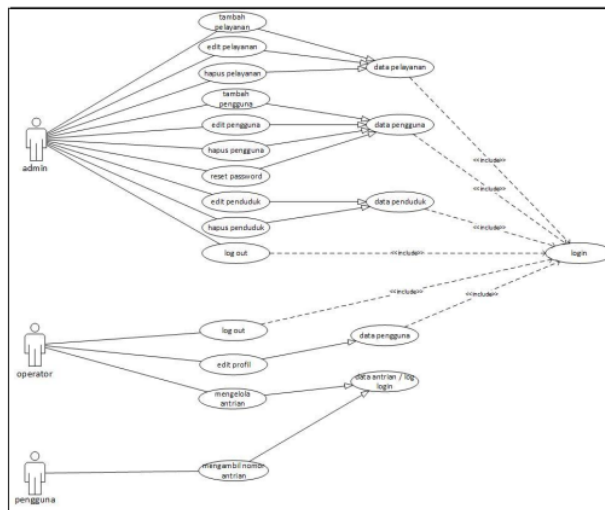 tambah
pelayanan
edit pelayanan
hapus pelayanan
data pelayanan
tambah
pengguna
edit pengguna
data pengguna
hapus pengguna
reset password
<<include>>
<<include>>
admin
edit penduduk
data penduduk
hapus penduduk
<<include>>
log out
<<include>>
login
<<include>>
<<include>>
log out
data pengguna
edit profil
operator
mengelola
antrian
data antrian / log
login
mengambil nomor
antrian
pengguna